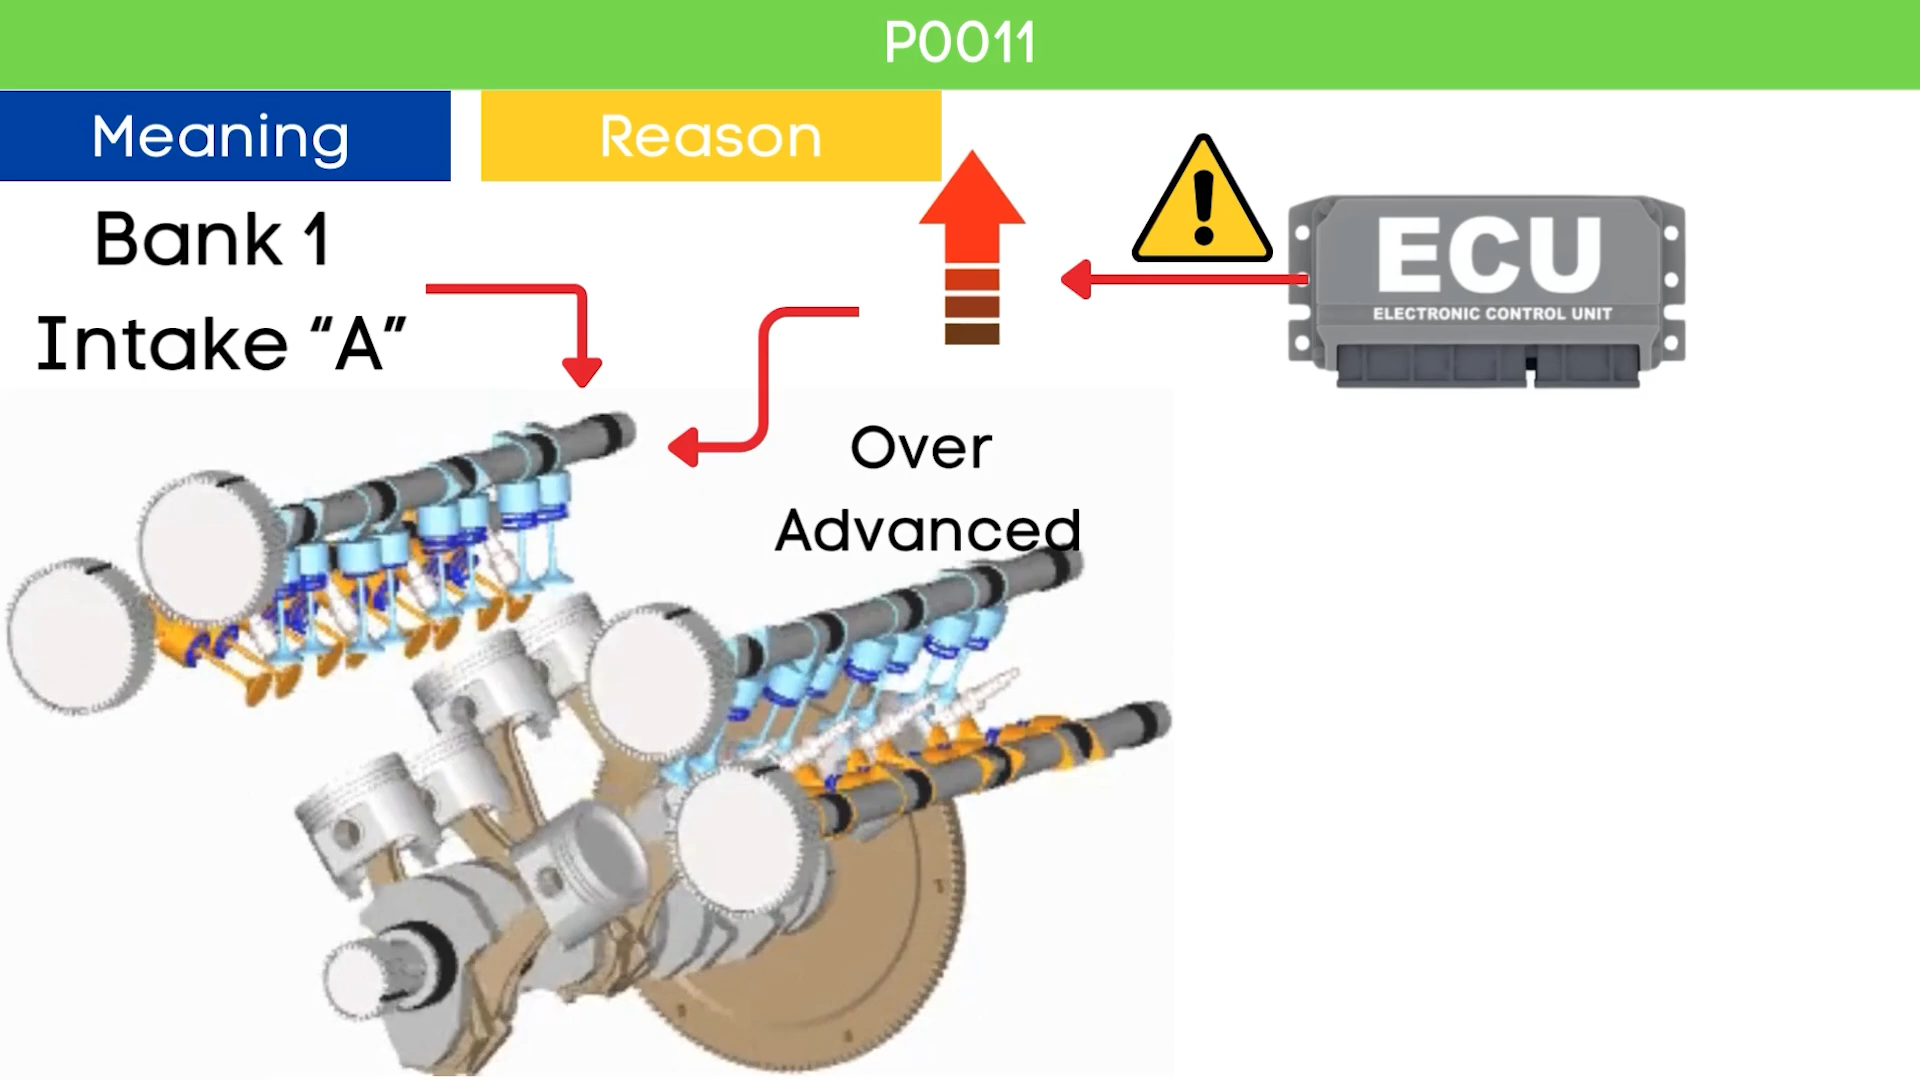 P0011
Meaning
Reason
Bank 1
Intake “A”
ECU
ELECTRONIC CONTROL UNIT
Over
Advanced